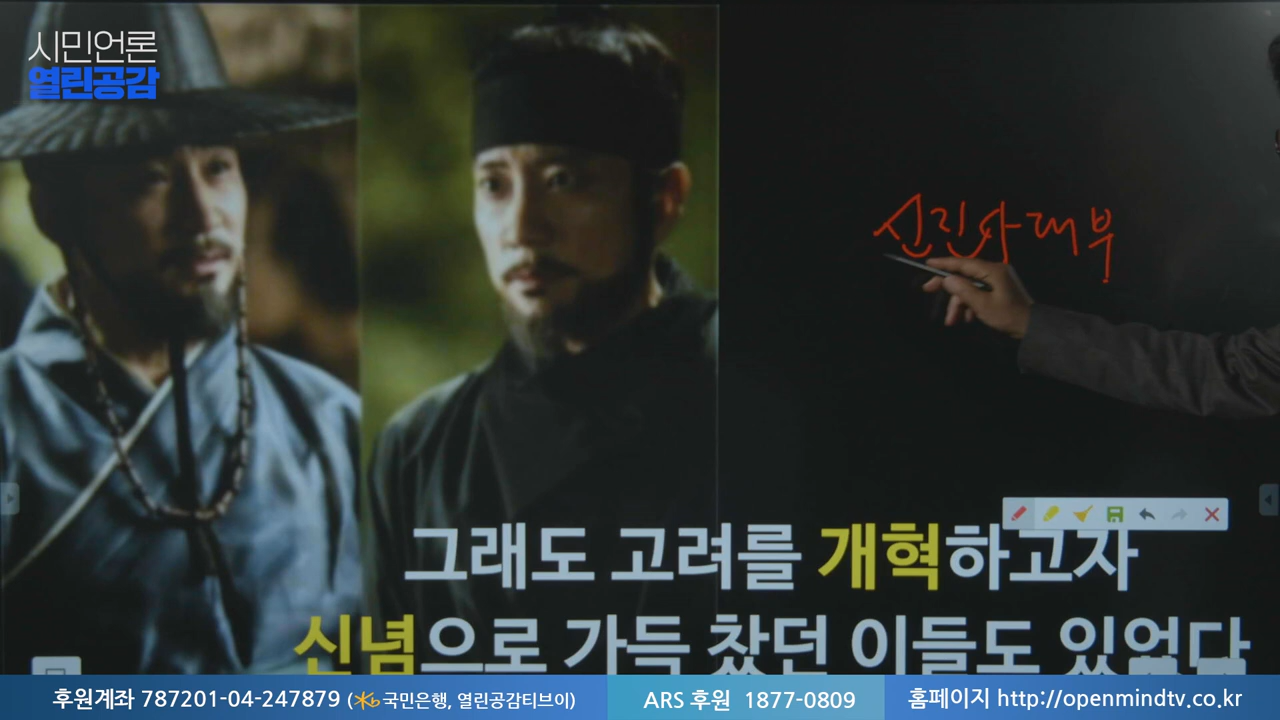 시민언론
열린공감
신진사대부
그래도 고려를 개혁하고자
신념으로 가득 찼던 이들도 있었다
후원계좌 787201-04-247879 (국민은행, 열린공감티브이)
ARS 후원 1877-0809
홈페이지 http://openmindtv.co.kr